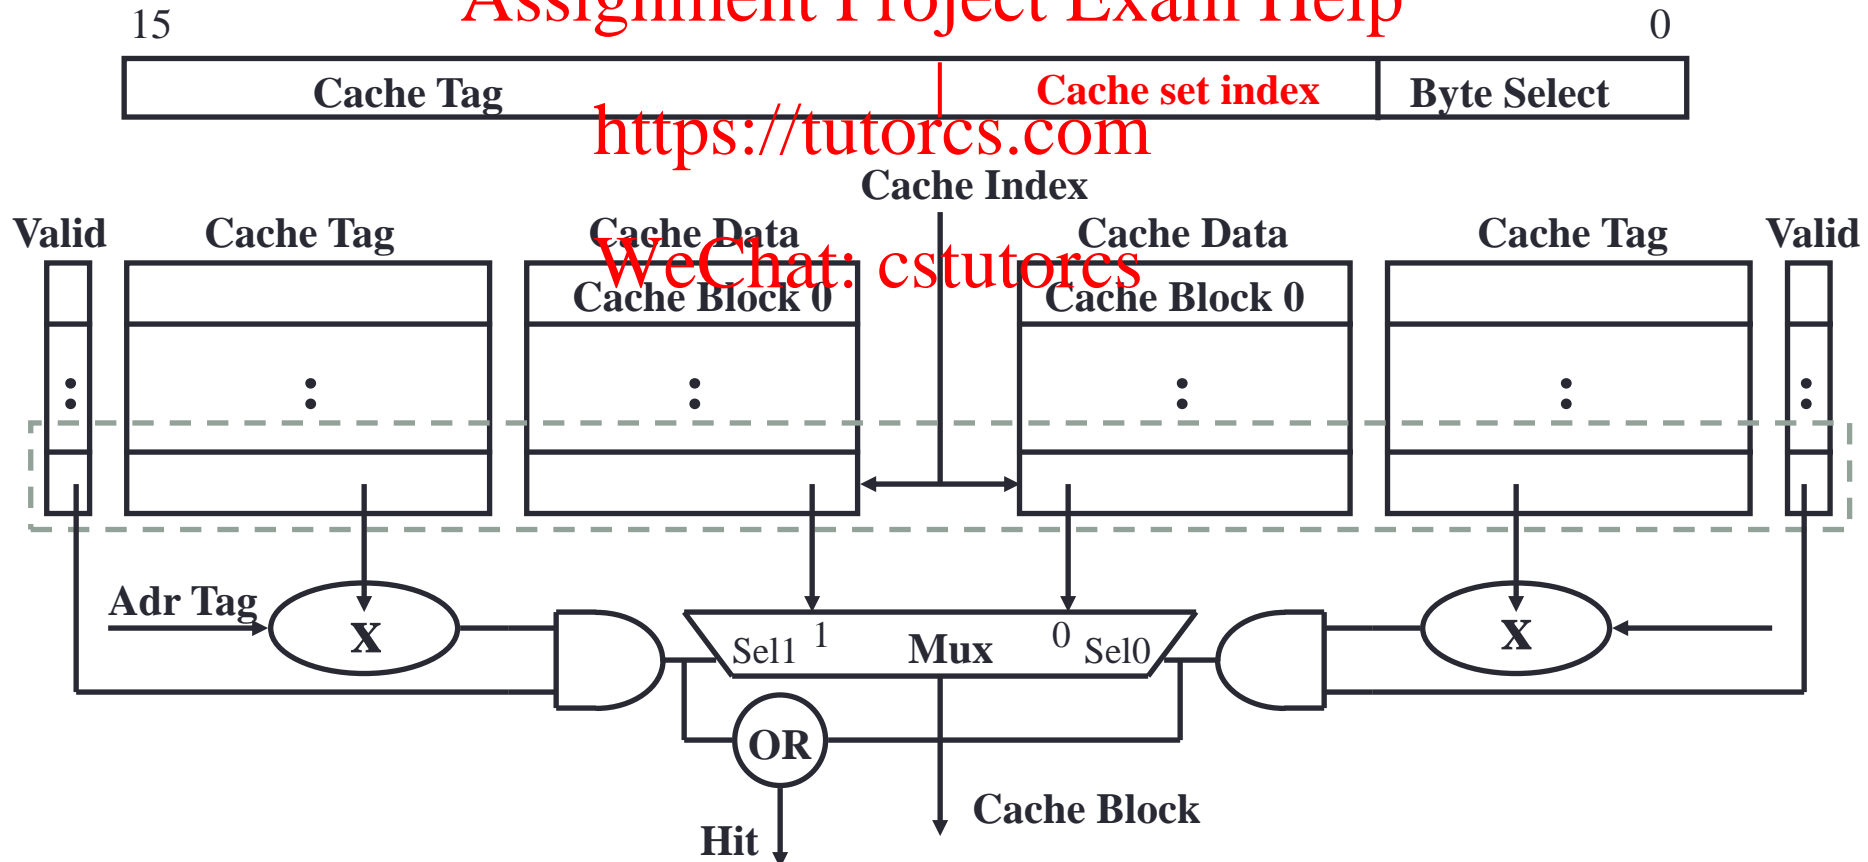 Assignment Project Exam Help
15 0
Cache Tag Cache set index Byte Select
https://tutorcs.com
Cache Index
Valid Cache Tag Cache Data Cache Data Cache Tag Valid
WeChat: cstutorcs
Cache Block 0 Cache Block 0
Adr Tag
X X
Sel1 1 Mux 0 Sel0
OR
Cache Block
Hit